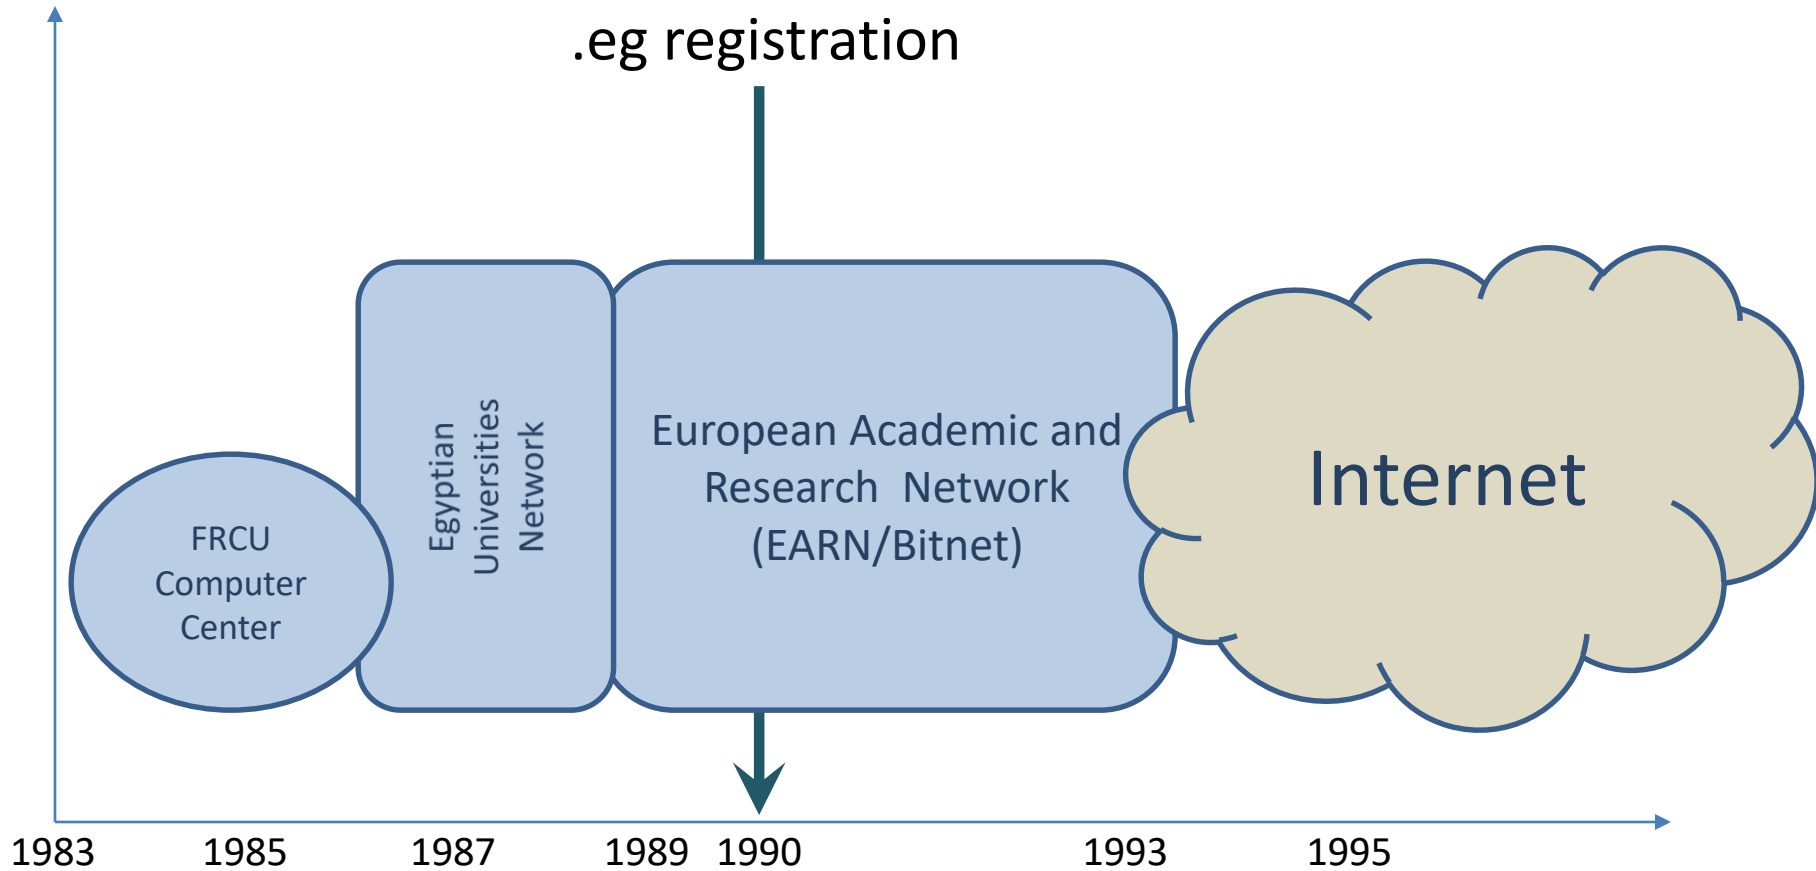 .eg registration
FRCU
Computer
Center
Egyptian
Universities
Network
European Academic and
Research  Network
(EARN/Bitnet)
Internet
1983
1985
1987
1989
1990
1993
1995